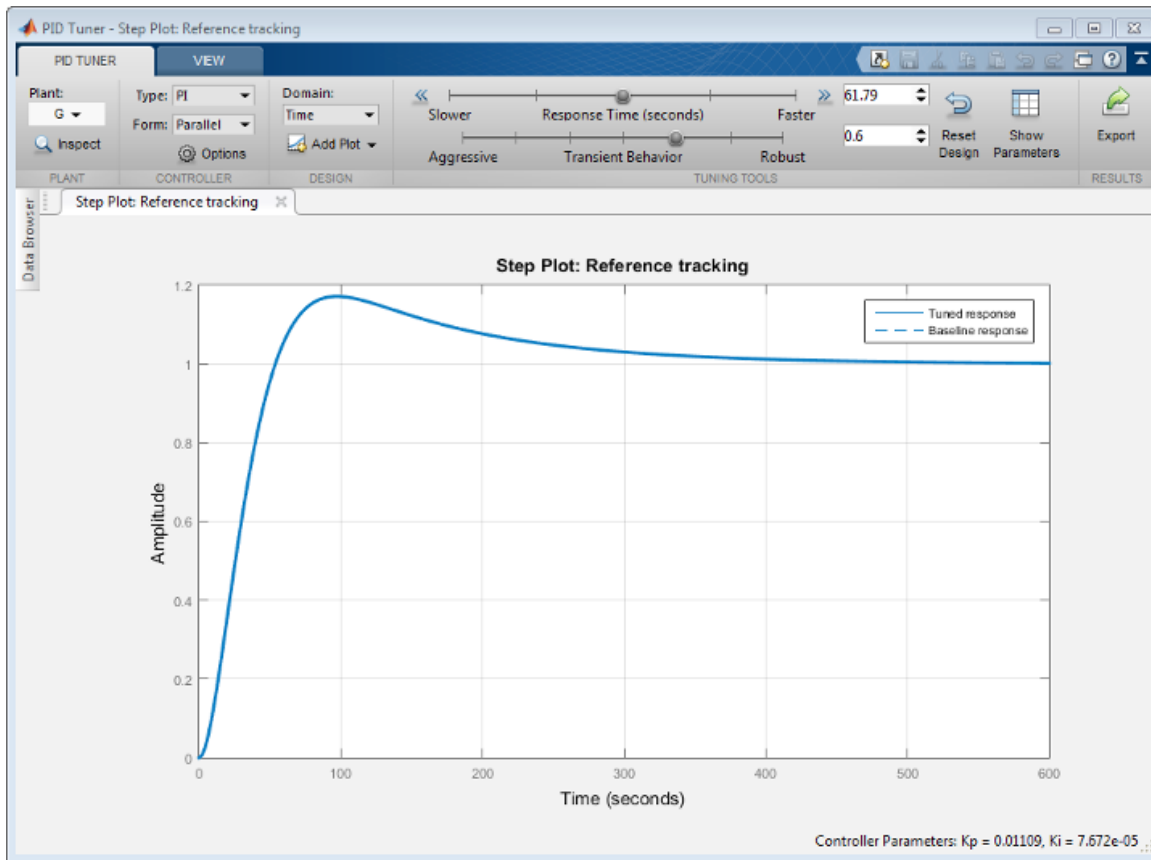 PID Tuner - Step Plot: Reference tracking
PID TUNER VIEW
Plant: G Inspect
Type: PI
Form: Parallel
Options
Domain:
Time
Add Plot
Slower Response Time (seconds) Faster 61.79
Aggressive Transient Behavior Robust 0.6
Reset Design
Show Parameters
Export
PLANT CONTROLLER DESIGN TUNING TOOLS RESULTS
Data Browser
Step Plot: Reference tracking
Step Plot: Reference tracking
Tuned response
Baseline response
Amplitude
1.2
1
0.8
0.6
0.4
0.2
0
0 100 200 300 400 500 600
Time (seconds)
Controller Parameters: Kp = 0.01109, Ki = 7.672e-05